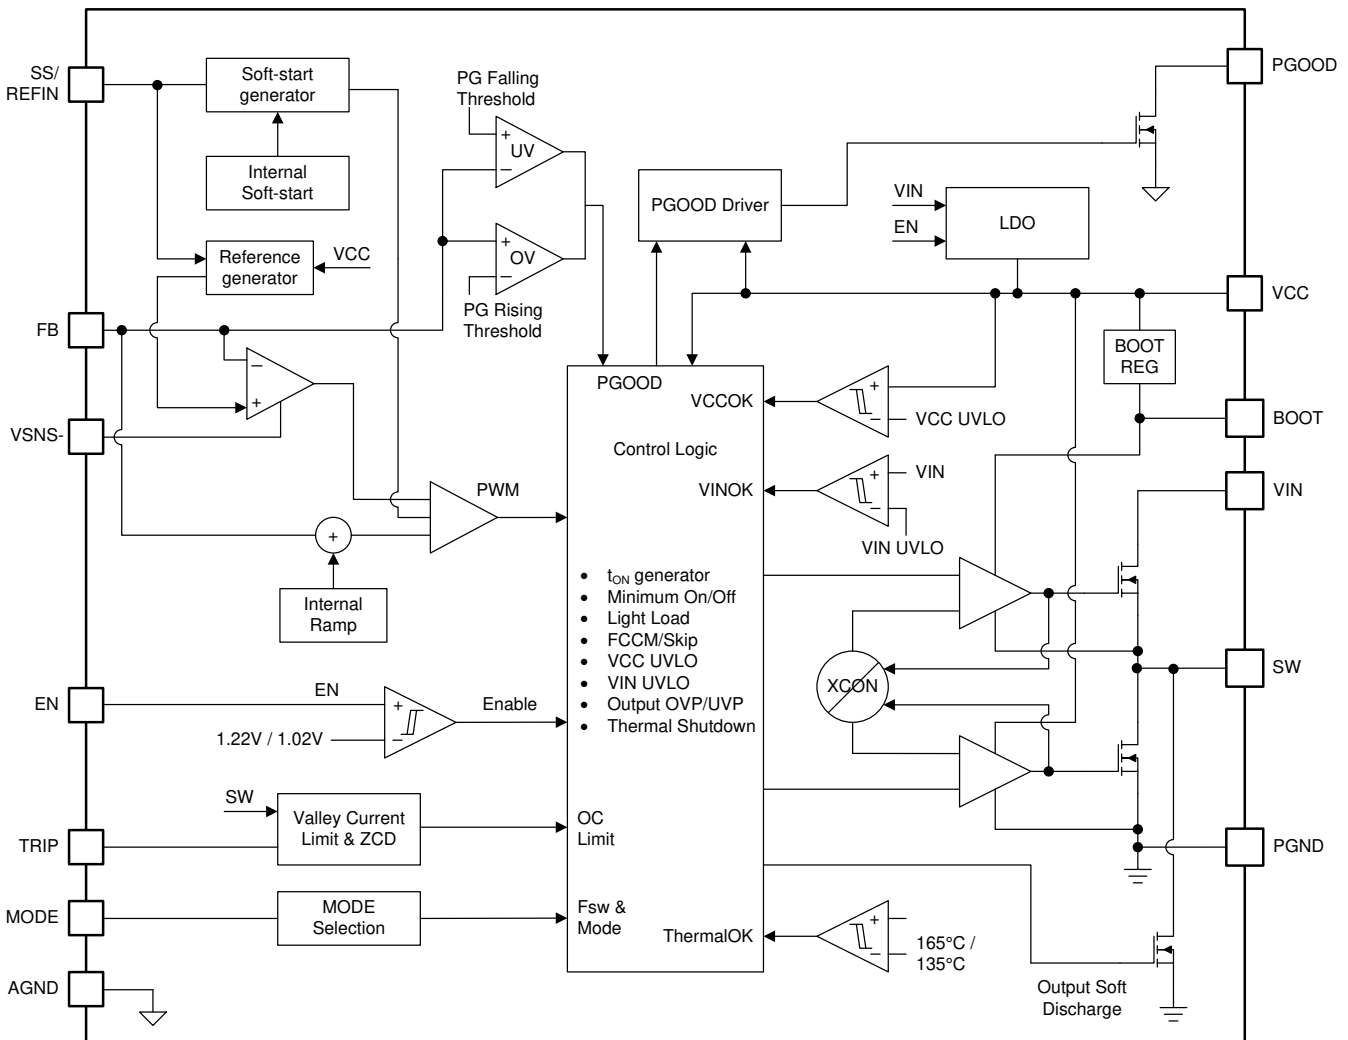 SS/
REFIN
Soft-start
generator
Internal
Soft-start
Reference
generator
VCC
FB
VSNS-
−
+
PG Falling
Threshold
+
UV
−
+
OV
−
PG Rising
Threshold
PGOOD Driver
VIN
EN
LDO
PGOOD
VCC
BOOT
REG
BOOT
VIN
SW
PGND
PGOOD
VCCOK
+
−
VCC UVLO
Control Logic
VINOK
+
−
VIN
VIN UVLO
PWM
+
Internal
Ramp
• tON generator
• Minimum On/Off
• Light Load
• FCCM/Skip
• VCC UVLO
• VIN UVLO
• Output OVP/UVP
• Thermal Shutdown
XCON
EN
EN
+
−
1.22V / 1.02V
Enable
SW
TRIP
Valley Current
Limit & ZCD
OC
Limit
MODE
MODE
Selection
Fsw &
Mode
ThermalOK
+
−
165°C /
135°C
AGND
Output Soft
Discharge